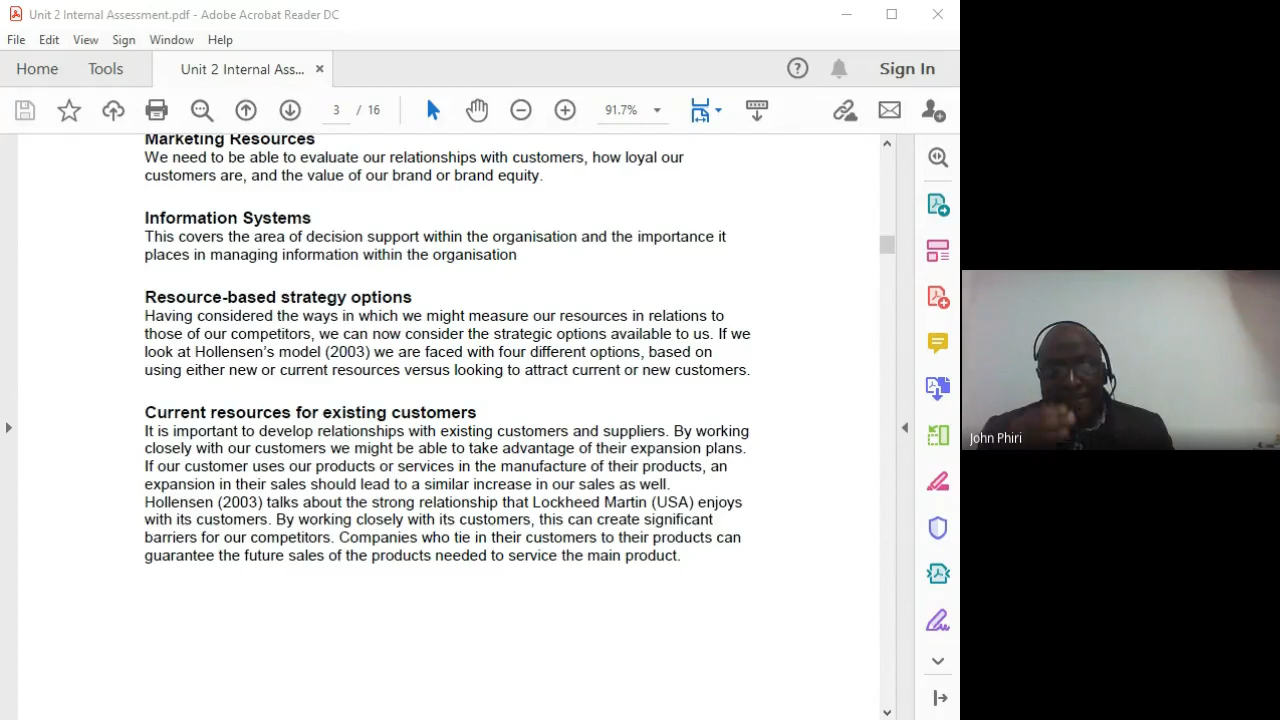 Unit 2 Internal Assessment.pdf - Adobe Acrobat Reader DC
File Edit View Sign Window Help
Home Tools Unit 2 Internal Ass... Sign In
3 / 16 91.7%
Marketing Resources
We need to be able to evaluate our relationships with customers, how loyal our
customers are, and the value of our brand or brand equity.
Information Systems
This covers the area of decision support within the organisation and the importance it
places in managing information within the organisation
Resource-based strategy options
Having considered the ways in which we might measure our resources in relations to
those of our competitors, we can now consider the strategic options available to us. If we
look at Hollensen's model (2003) we are faced with four different options, based on
using either new or current resources versus looking to attract current or new customers.
Current resources for existing customers
It is important to develop relationships with existing customers and suppliers. By working
closely with our customers we might be able to take advantage of their expansion plans.
If our customer uses our products or services in the manufacture of their products, an
expansion in their sales should lead to a similar increase in our sales as well.
Hollensen (2003) talks about the strong relationship that Lockheed Martin (USA) enjoys
with its customers. By working closely with its customers, this can create significant
barriers for our competitors. Companies who tie in their customers to their products can
guarantee the future sales of the products needed to service the main product.
John Phiri